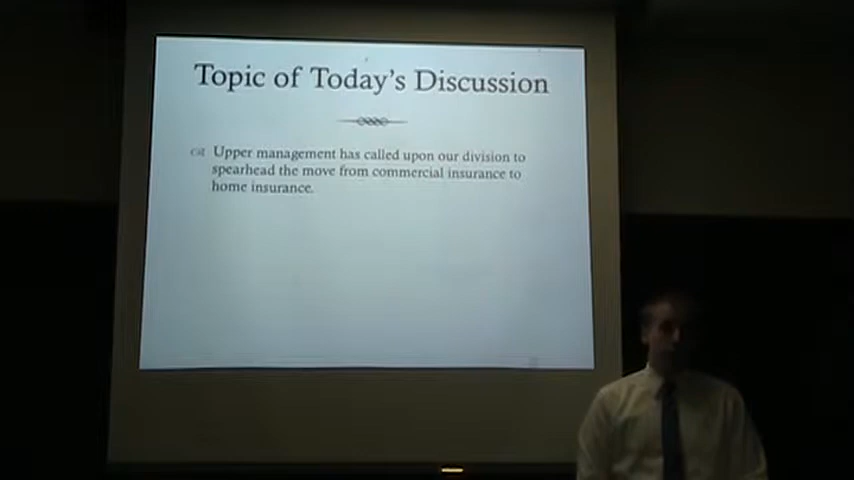 Topic of Today's Discussion
Upper management has called upon our division to
spearhead the move from commercial insurance to
home insurance.